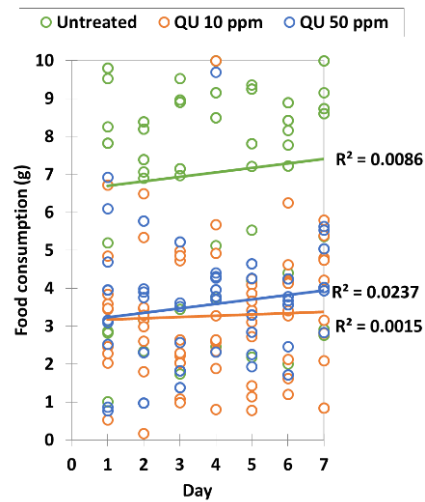 Untreated QU 10 ppm QU 50 ppm
10
9
8
7
6
5
4
3
2
1
0
Food consumption (g)
R² = 0.0086
R² = 0.0237
R² = 0.0015
0 1 2 3 4 5 6 7
Day